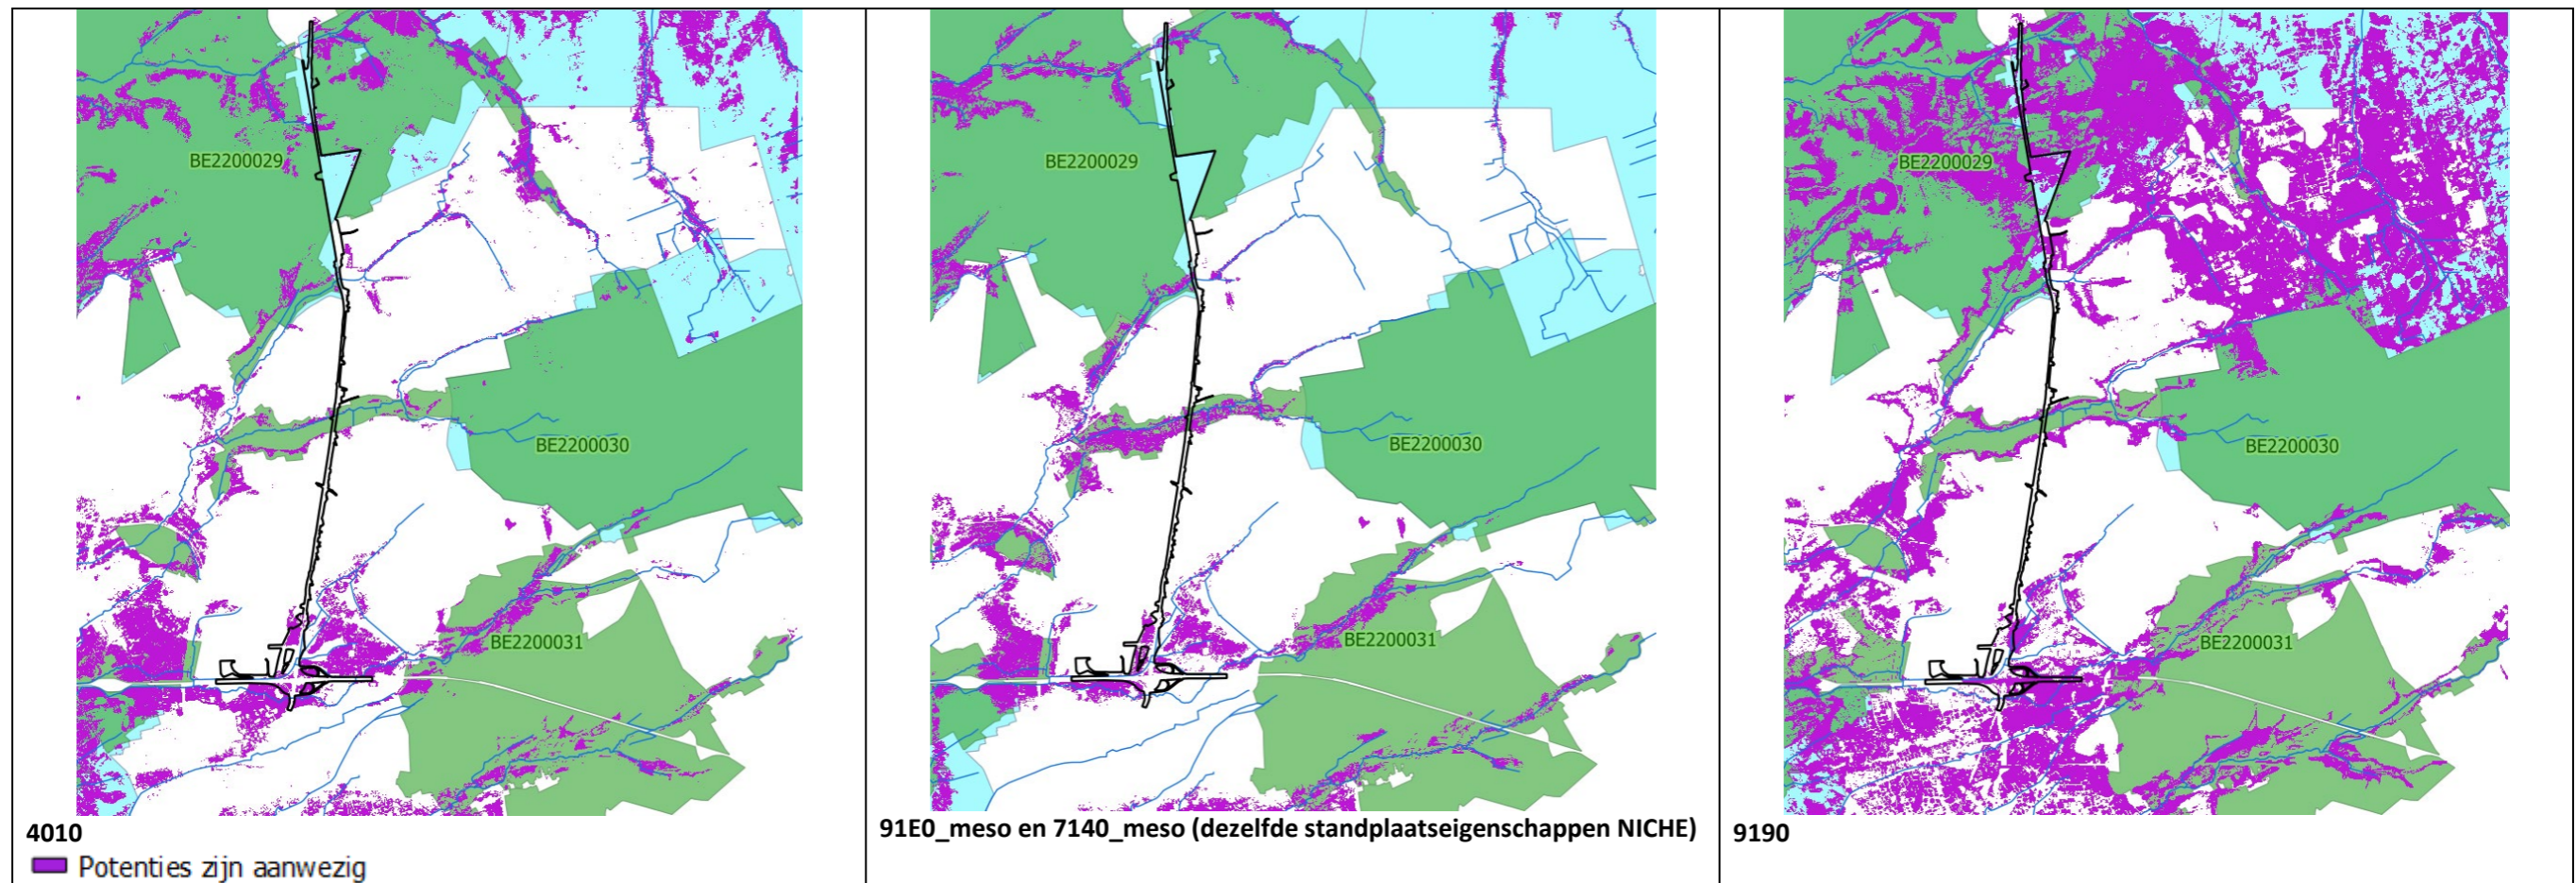 BE2200029
BE2200030
BE2200031
4010
Potenties zijn aanwezig
BE2200029
BE2200030
BE2200031
91E0_meso en 7140_meso (dezelfde standplaatseigenschappen NICHE)
BE2200029
BE2200030
BE2200031
9190